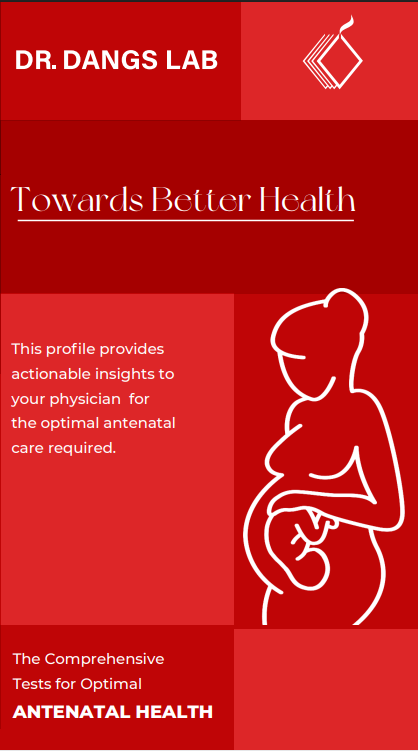 DR. DANGS LAB
Towards Better Health
This profile provides
actionable insights to
your physician for
the optimal antenatal
care required.
The Comprehensive
Tests for Optimal
ANTENATAL HEALTH